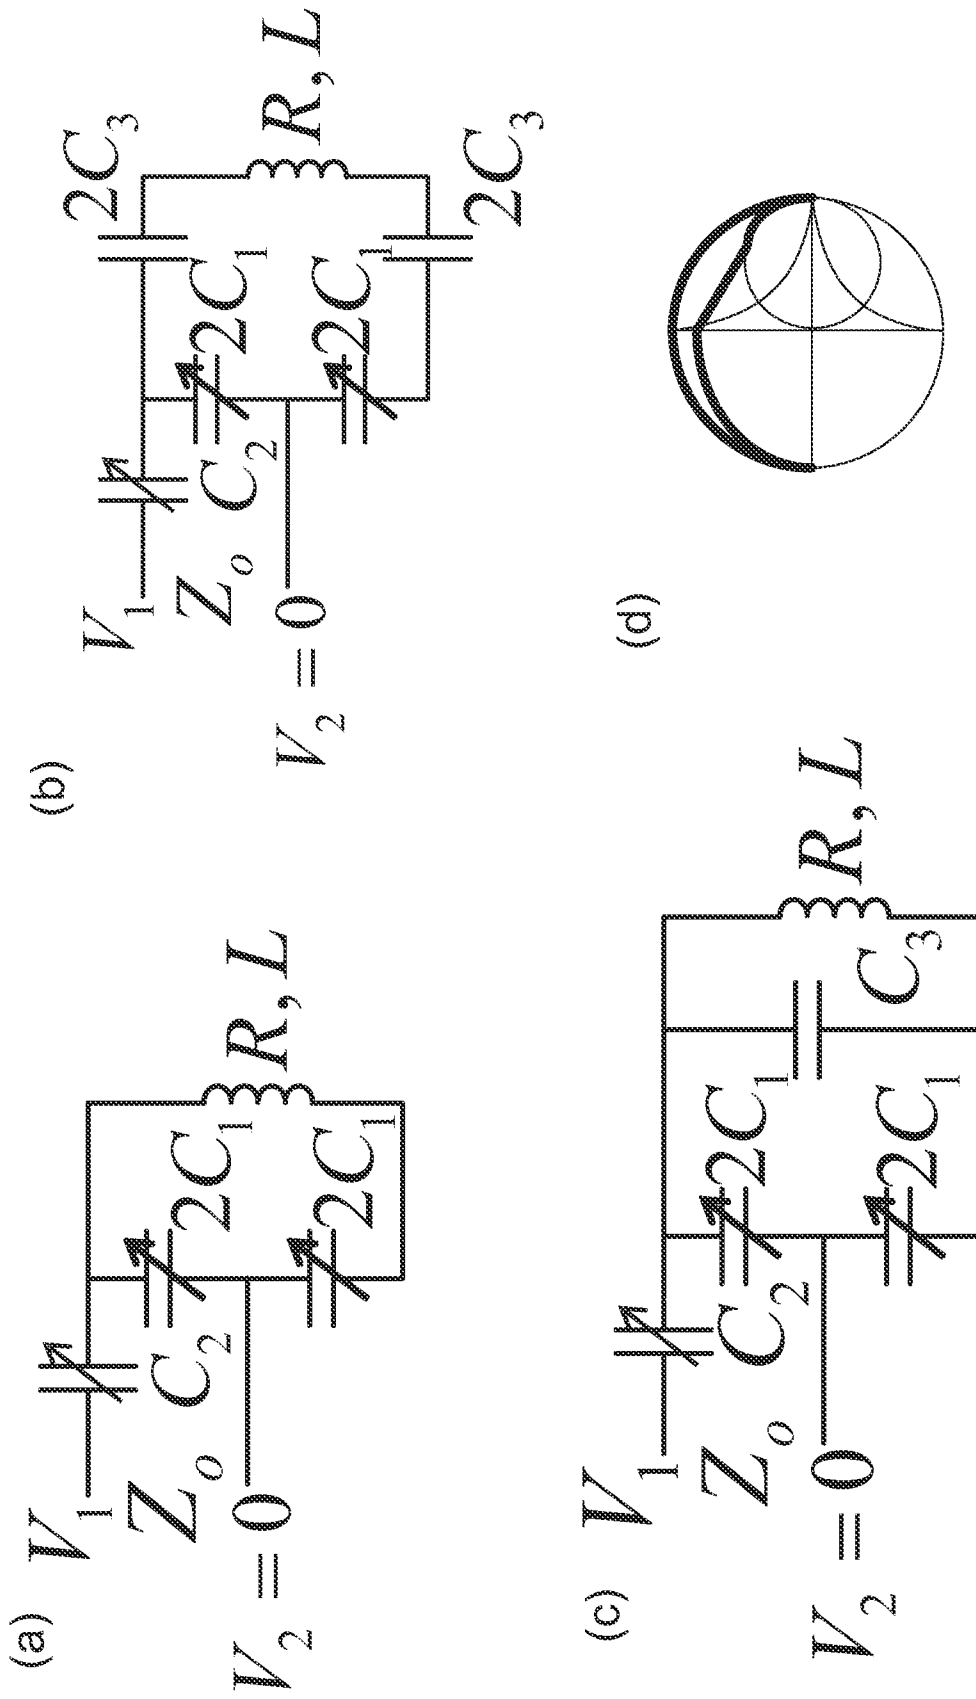 (a)
V1
C2
2C1
Zo
2C1
R, L
V2 = 0
(b)
V1
2C3
C2
2C1
Zo
2C1
R, L
V2 = 0
2C3
(c)
V1
C2
2C1
Zo
C3
R, L
2C1
V2 = 0
(d)